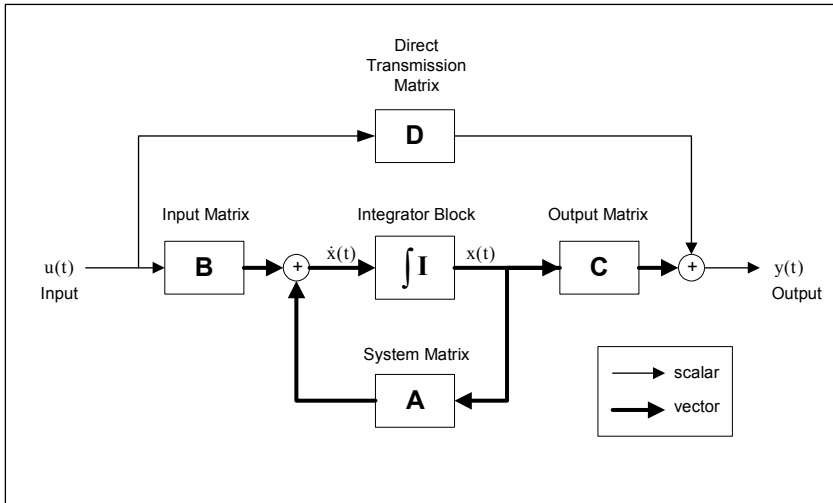 Direct
Transmission
Matrix
D
Input Matrix
Integrator Block
Output Matrix
u(t)
Input
B
+
ẋ(t)
∫I
x(t)
C
+
y(t)
Output
System Matrix
A
scalar
vector